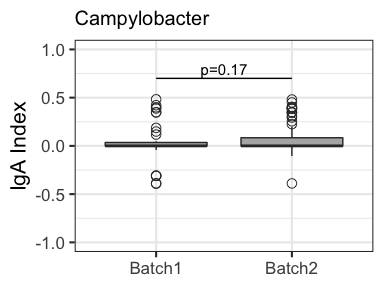 Campylobacter
IgA Index
1.0
0.5
0.0
-0.5
-1.0
p=0.17
Batch1
Batch2